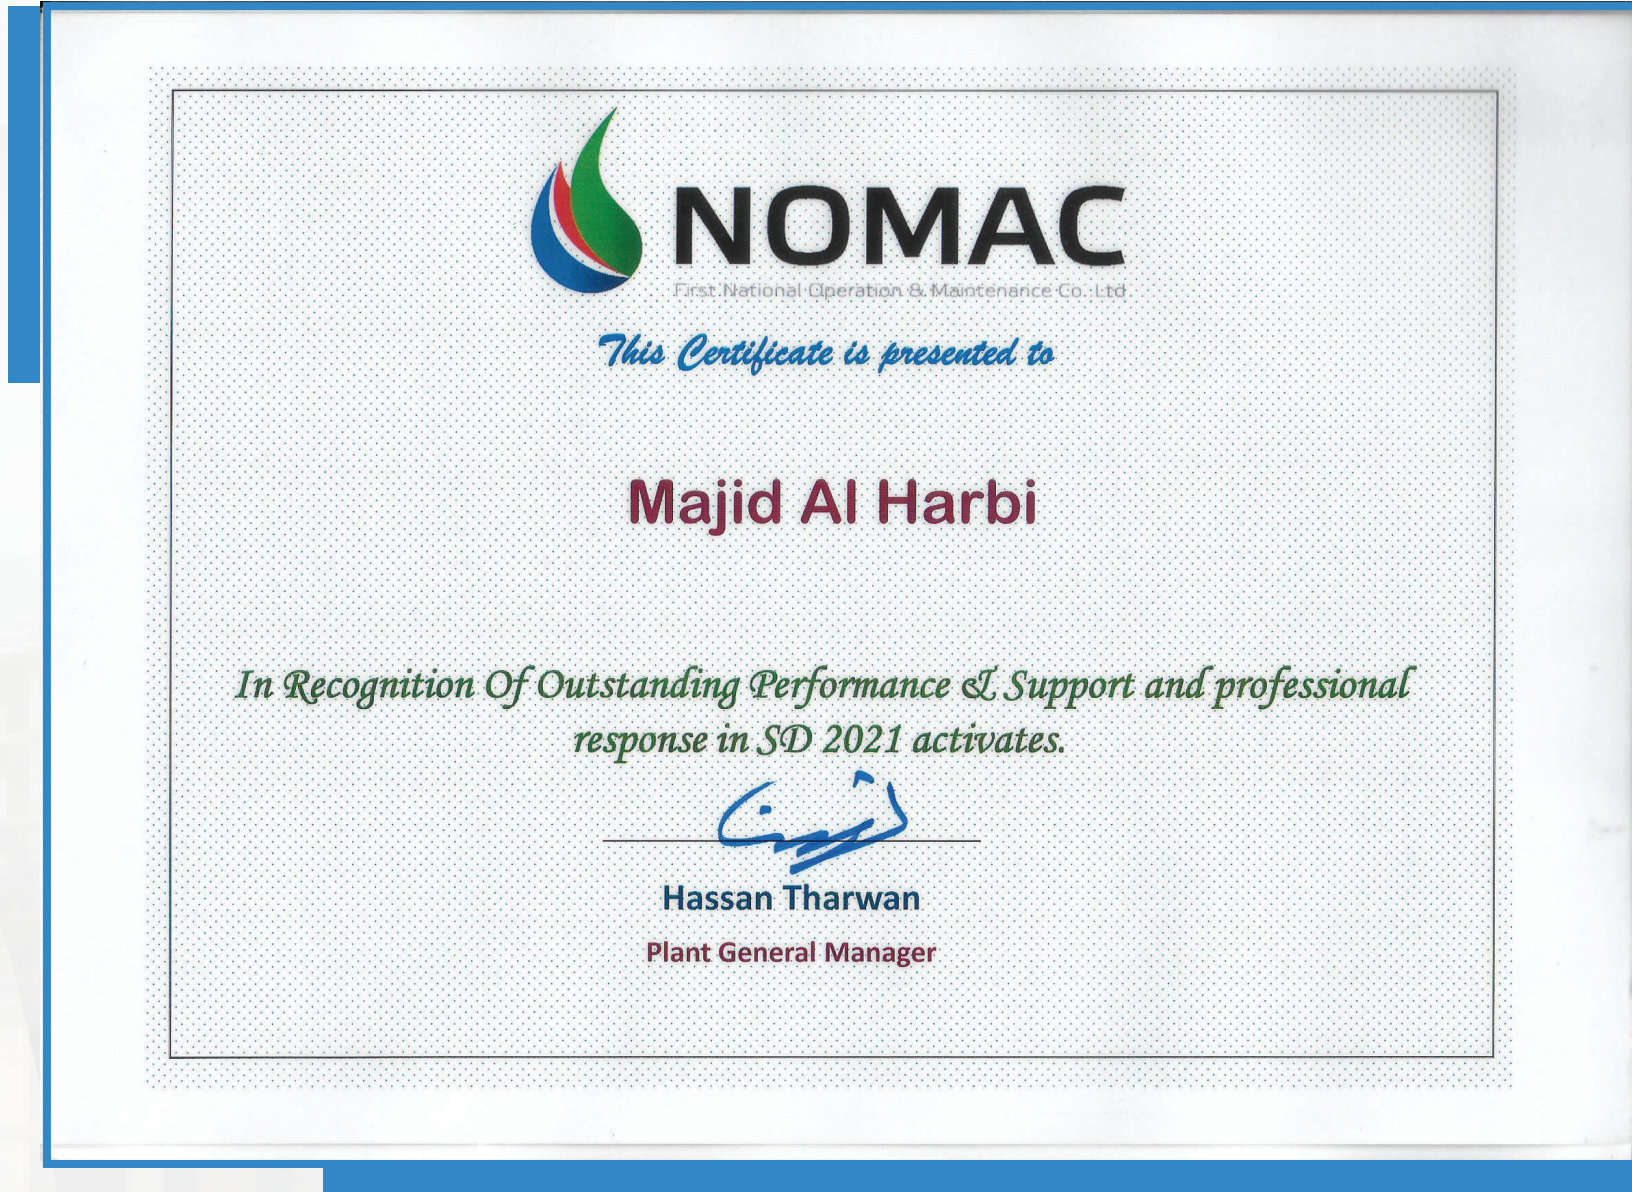 NOMAC
First National Operation & Maintenance Co. Ltd
This Certificate is presented to
Majid Al Harbi
In Recognition Of Outstanding Performance & Support and professional
response in SD 2021 activates.
Hassan Tharwan
Plant General Manager